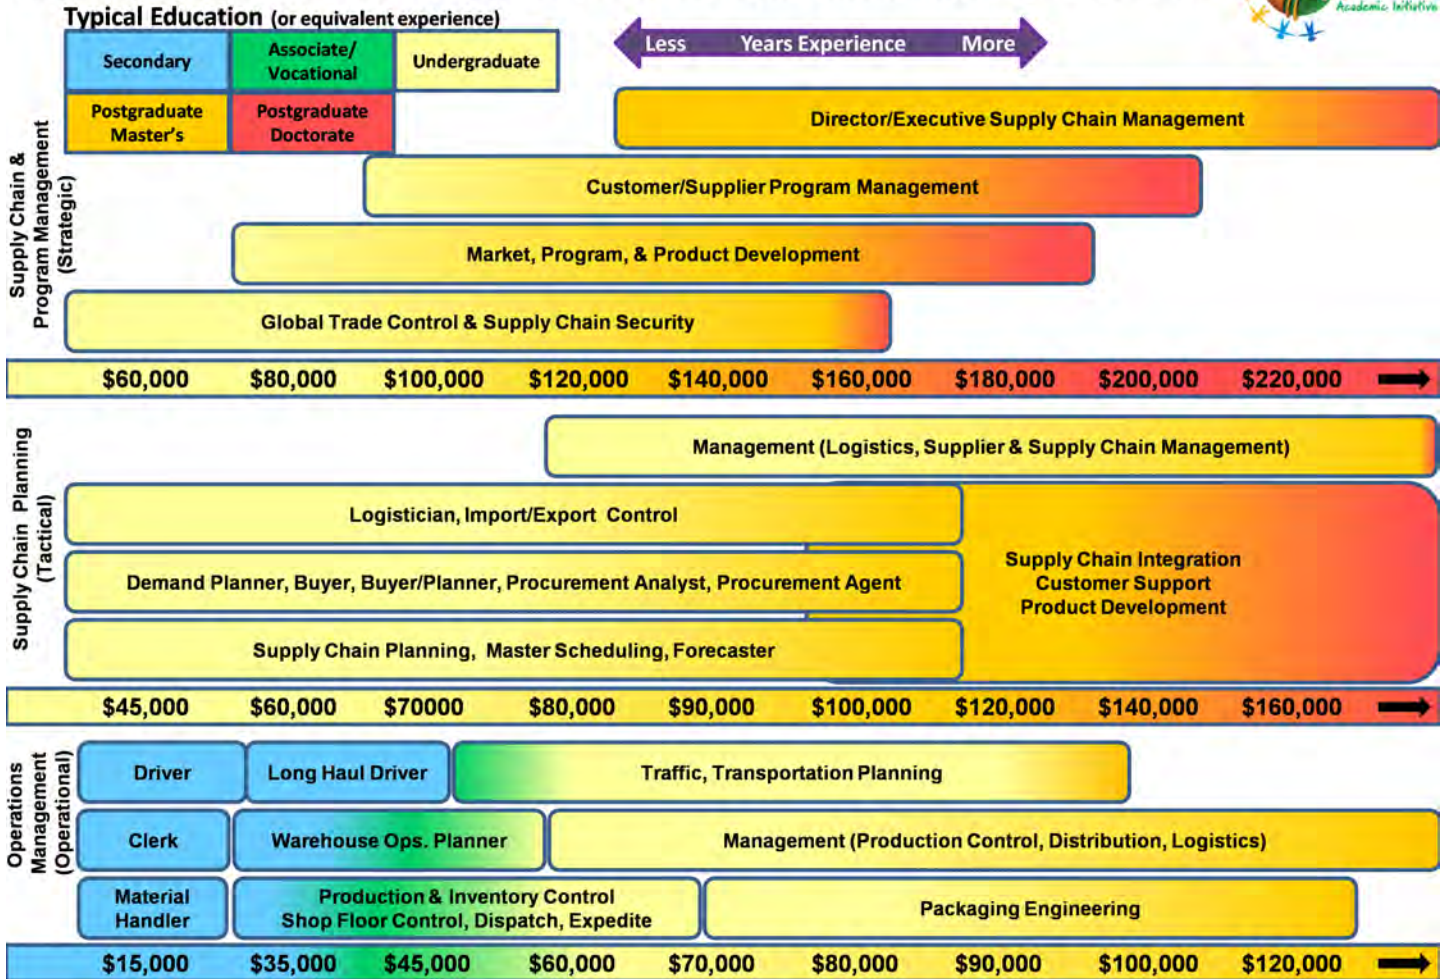 Typical Education (or equivalent experience)
Academic Initiative
Secondary
Associate/
Vocational
Undergraduate
Less Years Experience More
Postgraduate
Master's
Postgraduate
Doctorate
Supply Chain &
Program Management
(Strategic)
Director/Executive Supply Chain Management
Customer/Supplier Program Management
Market, Program, & Product Development
Global Trade Control & Supply Chain Security
$60,000 $80,000 $100,000 $120,000 $140,000 $160,000 $180,000 $200,000 $220,000
Supply Chain Planning
(Tactical)
Management (Logistics, Supplier & Supply Chain Management)
Logistician, Import/Export Control
Demand Planner, Buyer, Buyer/Planner, Procurement Analyst, Procurement Agent
Supply Chain Planning, Master Scheduling, Forecaster
Supply Chain Integration
Customer Support
Product Development
$45,000 $60,000 $70000 $80,000 $90,000 $100,000 $120,000 $140,000 $160,000
Operations
Management
(Operational)
Driver
Long Haul Driver
Traffic, Transportation Planning
Clerk
Warehouse Ops. Planner
Management (Production Control, Distribution, Logistics)
Material
Handler
Production & Inventory Control
Shop Floor Control, Dispatch, Expedite
Packaging Engineering
$15,000 $35,000 $45,000 $60,000 $70,000 $80,000 $90,000 $100,000 $120,000